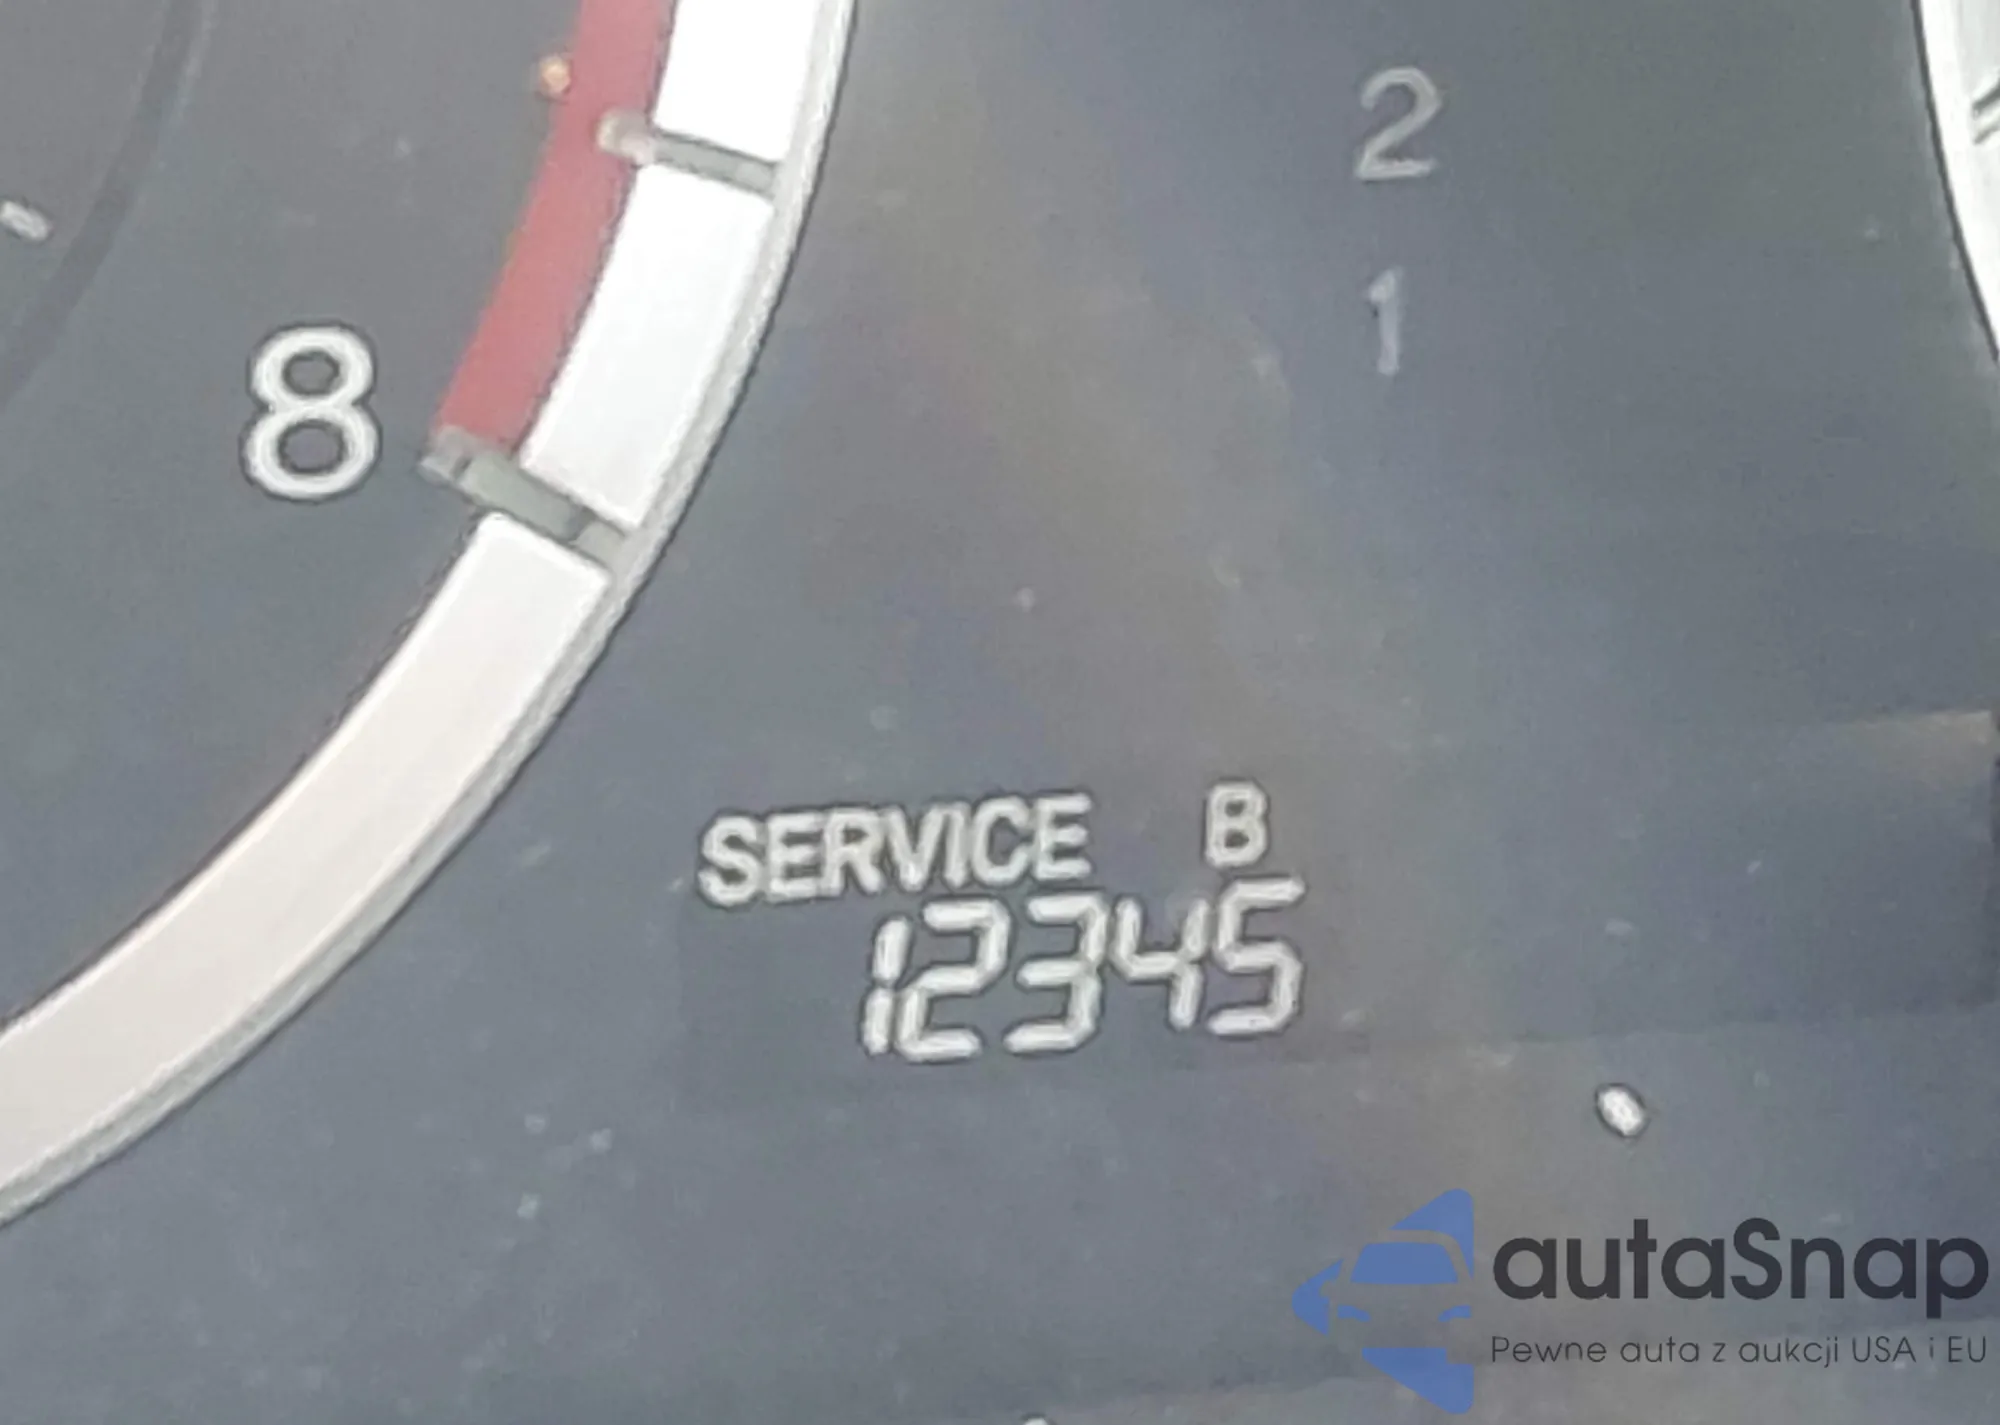 2
1
8
SERVICE B
12345
autaSnap
Pewne auta z aukcji USA i EU